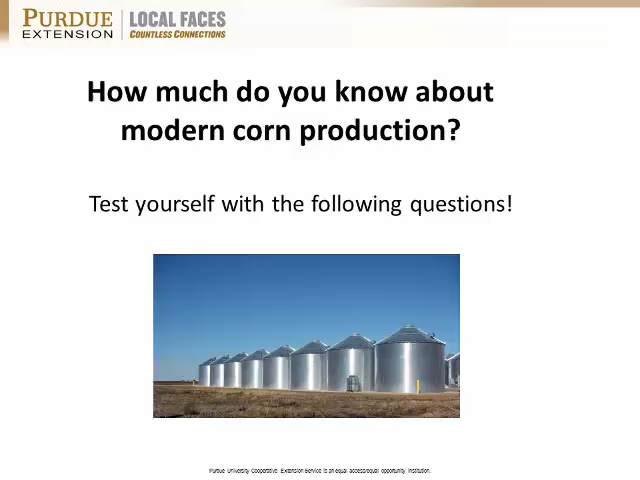 PURDUE
EXTENSION
LOCAL FACES
COUNTLESS CONNECTIONS
How much do you know about
modern corn production?
Test yourself with the following questions!
Purdue University Cooperative Extension Service is an equal access/equal opportunity institution.